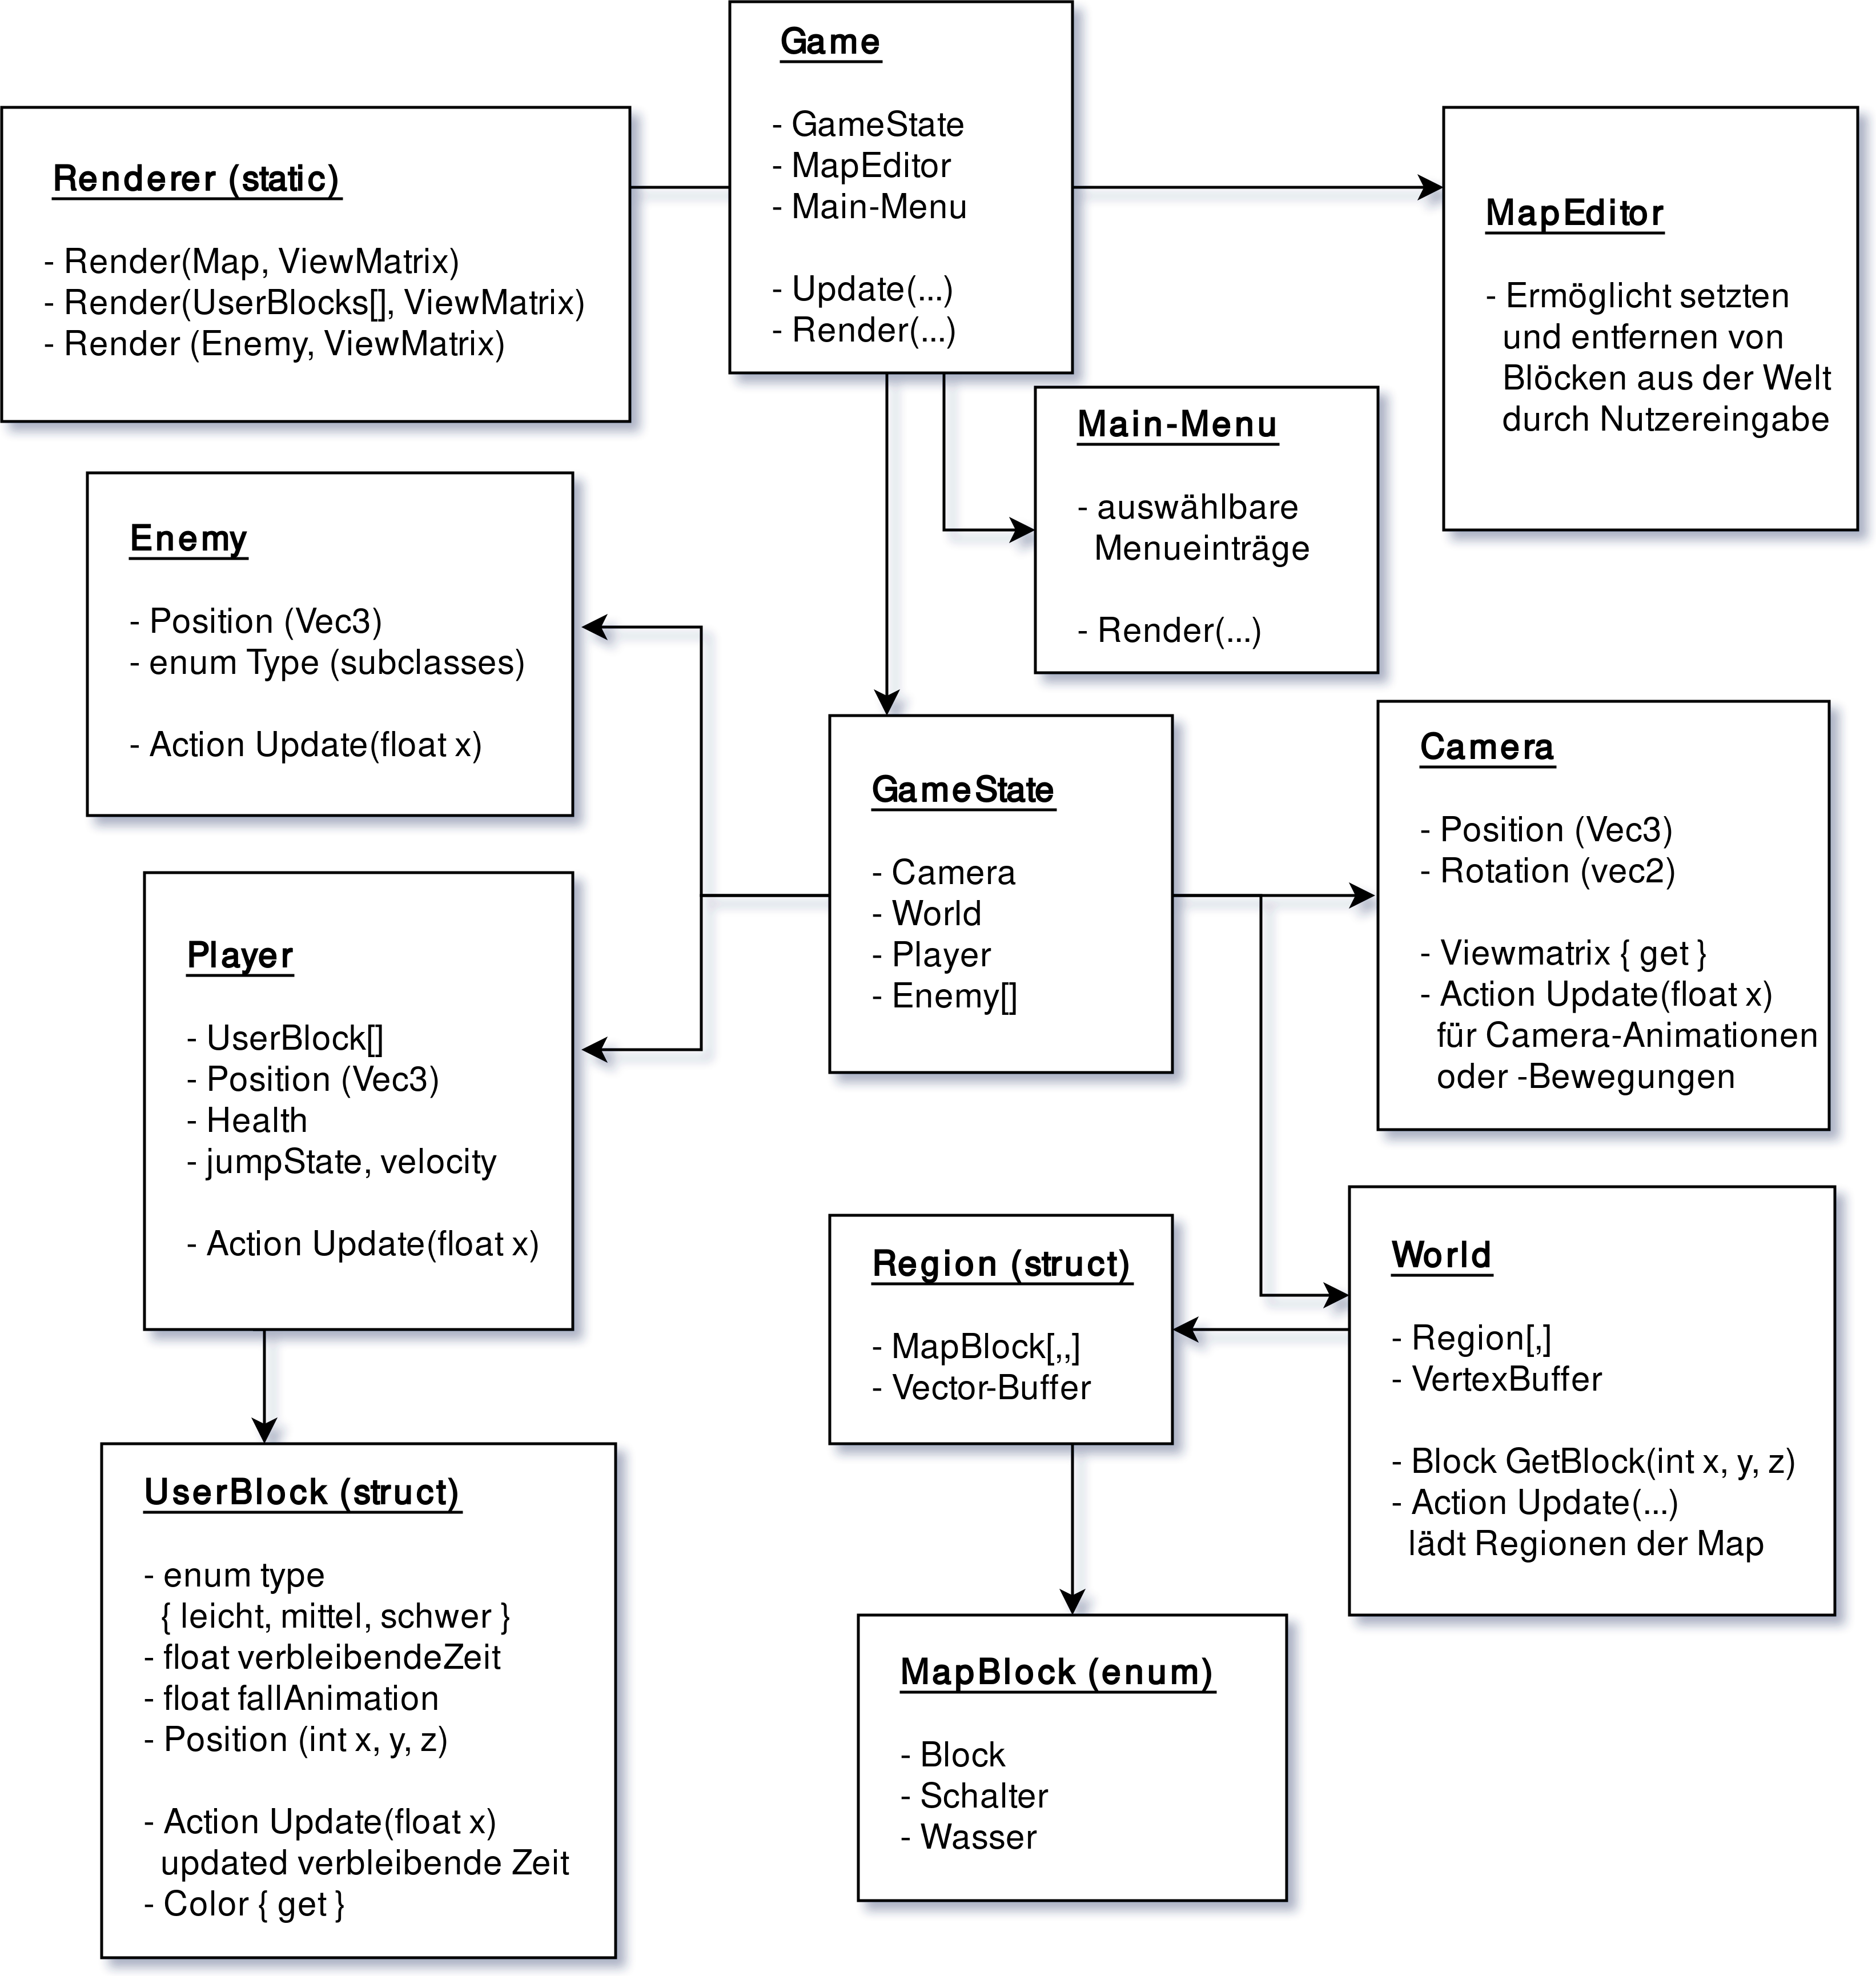 Game
- GameState
- MapEditor
- Main-Menu
- Update(...)
- Render(...)
Renderer (static)
- Render(Map, ViewMatrix)
- Render(UserBlocks[], ViewMatrix)
- Render (Enemy, ViewMatrix)
MapEditor
- Ermöglicht setzten
und entfernen von
Blöcken aus der Welt
durch Nutzereingabe
Main-Menu
- auswählbare
Menueinträge
- Render(...)
Enemy
- Position (Vec3)
- enum Type (subclasses)
- Action Update(float x)
GameState
- Camera
- World
- Player
- Enemy[]
Camera
- Position (Vec3)
- Rotation (vec2)
- Viewmatrix { get }
- Action Update(float x)
für Camera-Animationen
oder -Bewegungen
Player
- UserBlock[]
- Position (Vec3)
- Health
- jumpState, velocity
- Action Update(float x)
Region (struct)
- MapBlock[,,]
- Vector-Buffer
World
- Region[,]
- VertexBuffer
- Block GetBlock(int x, y, z)
- Action Update(...)
lädt Regionen der Map
UserBlock (struct)
- enum type
{ leicht, mittel, schwer }
- float verbleibendeZeit
- float fallAnimation
- Position (int x, y, z)
- Action Update(float x)
updated verbleibende Zeit
- Color { get }
MapBlock (enum)
- Block
- Schalter
- Wasser